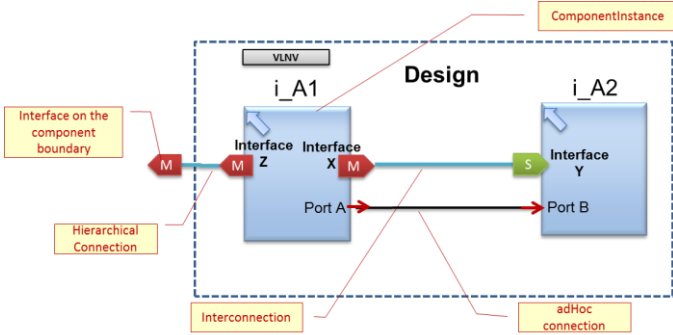 ComponentInstance
VLNV
Design
i_A1
i_A2
Interface on the
component
boundary
Interface
Z
Interface
X
Interface
Y
M
M
M
S
Port A
Port B
Hierarchical
Connection
Interconnection
adHoc
connection